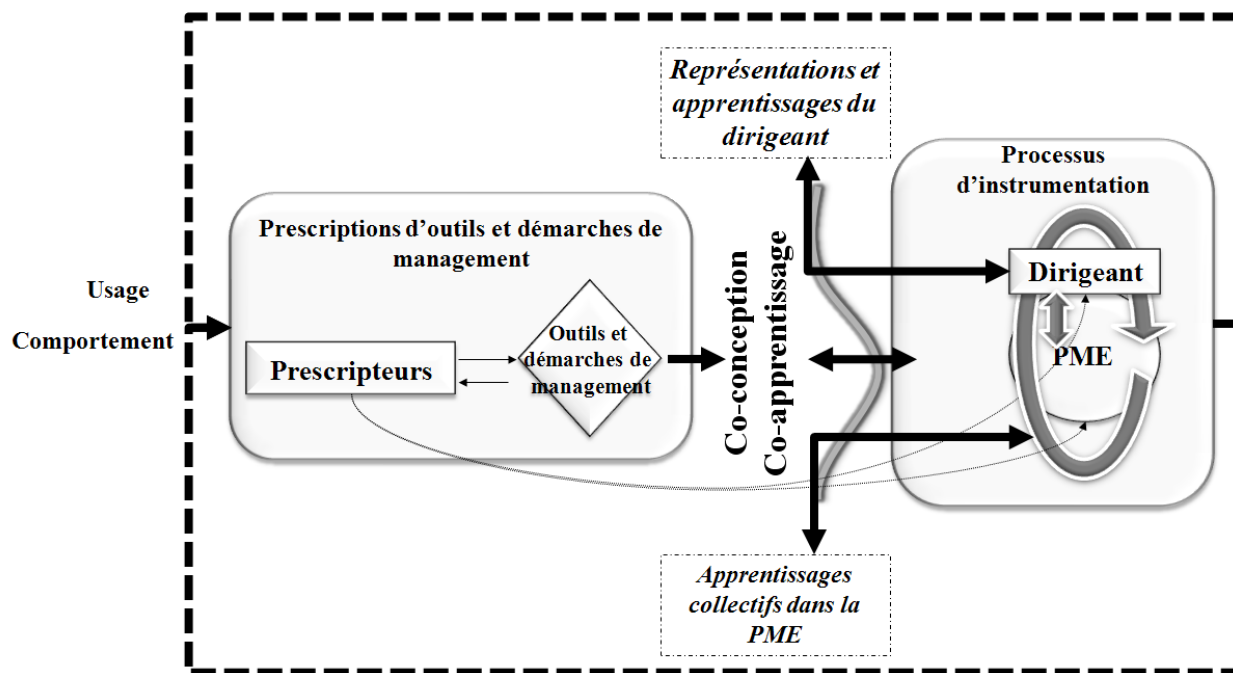 Usage
Comportement
Prescriptions d’outils et démarches de
management
Prescripteurs
Outils et
démarches de
management
Co-conception
Co-apprentissage
Représentations et
apprentissages du
dirigeant
Apprentissages
collectifs dans la
PME
Processus
d’instrumentation
Dirigeant
PME